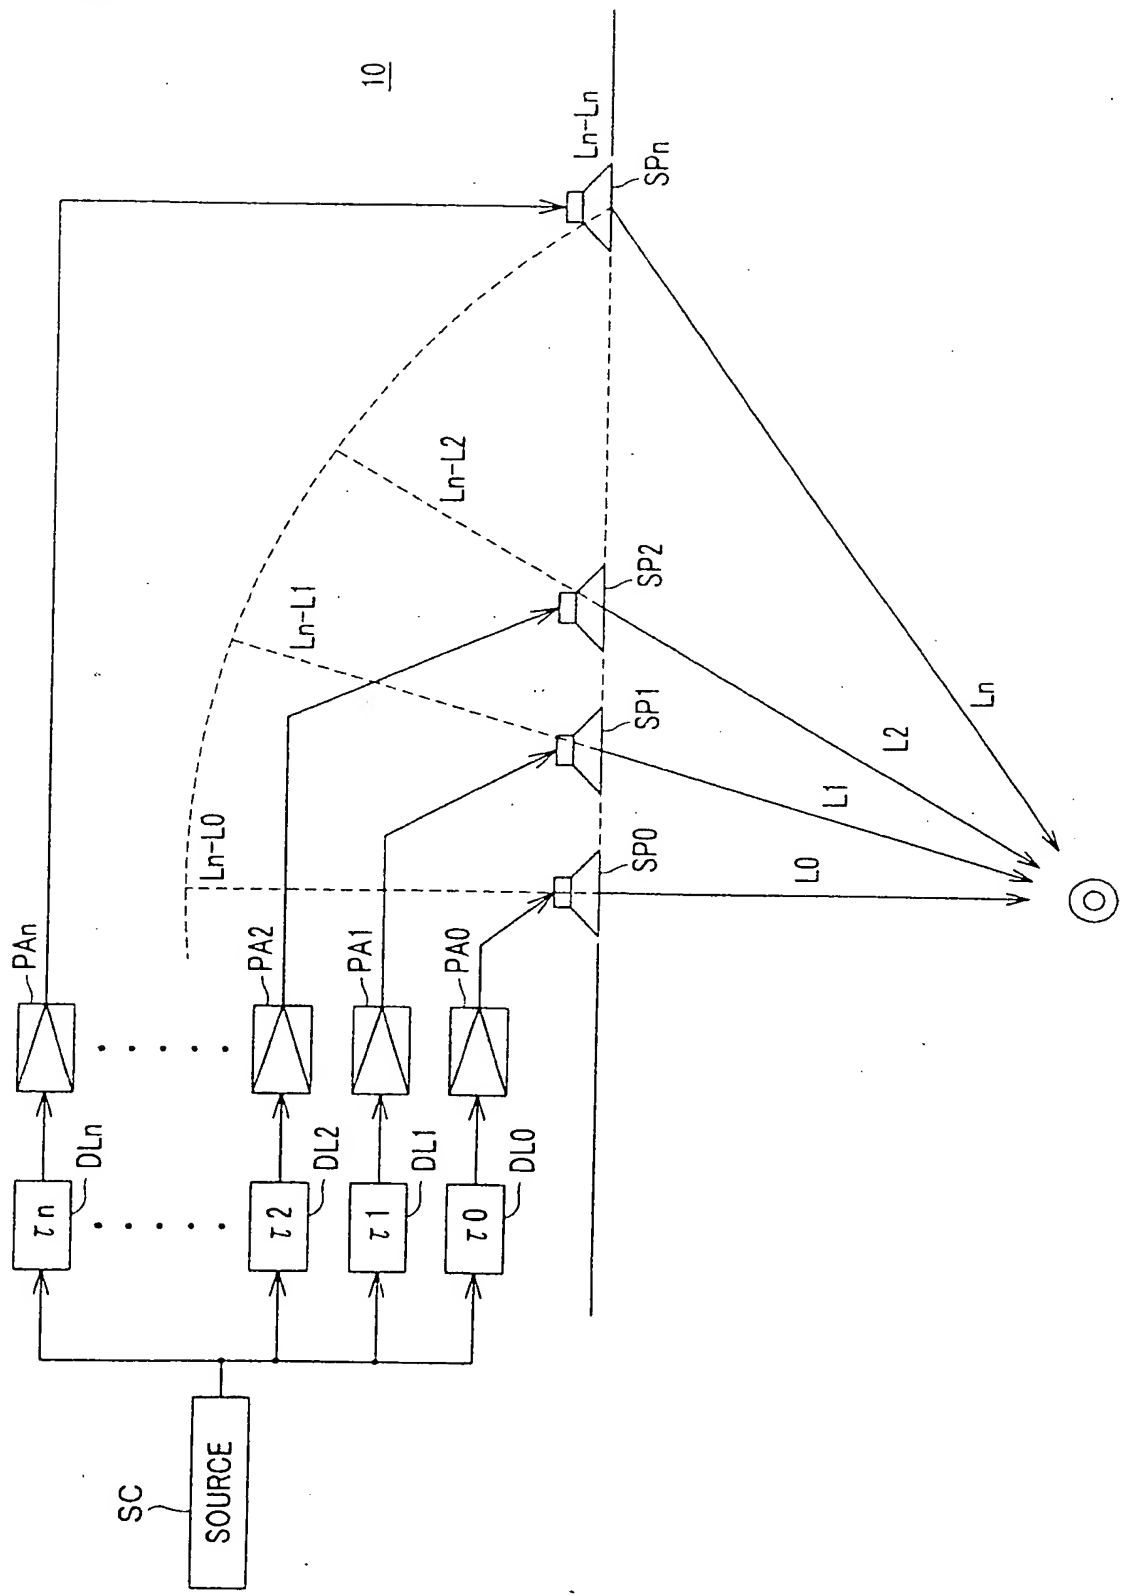 10
SC
SOURCE
τn
τ2
τ1
τ0
DLn
DL2
DL1
DL0
PAn
PA2
PA1
PA0
Ln-L0
Ln-L1
Ln-L2
Ln-Ln
SP0
SP1
SP2
SPn
L0
L1
L2
Ln